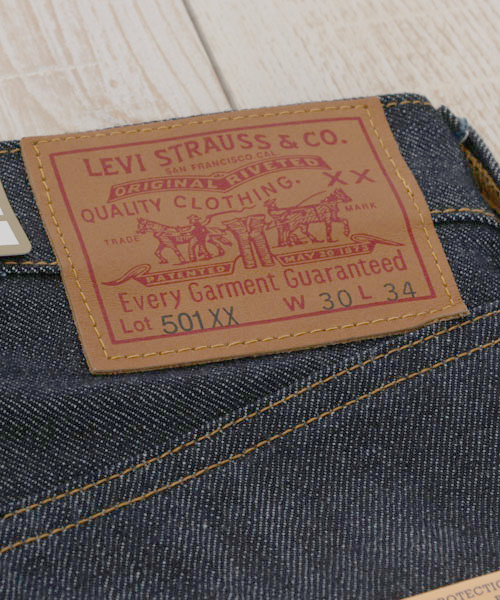 LEVI STRAUSS & CO.
SAN FRANCISCO, CAL.
ORIGINAL RIVETED
QUALITY CLOTHING. XX
TRADE MARK
PATENTED MAY 20 1873
Every Garment Guaranteed
Lot 501XX W 30 L 34